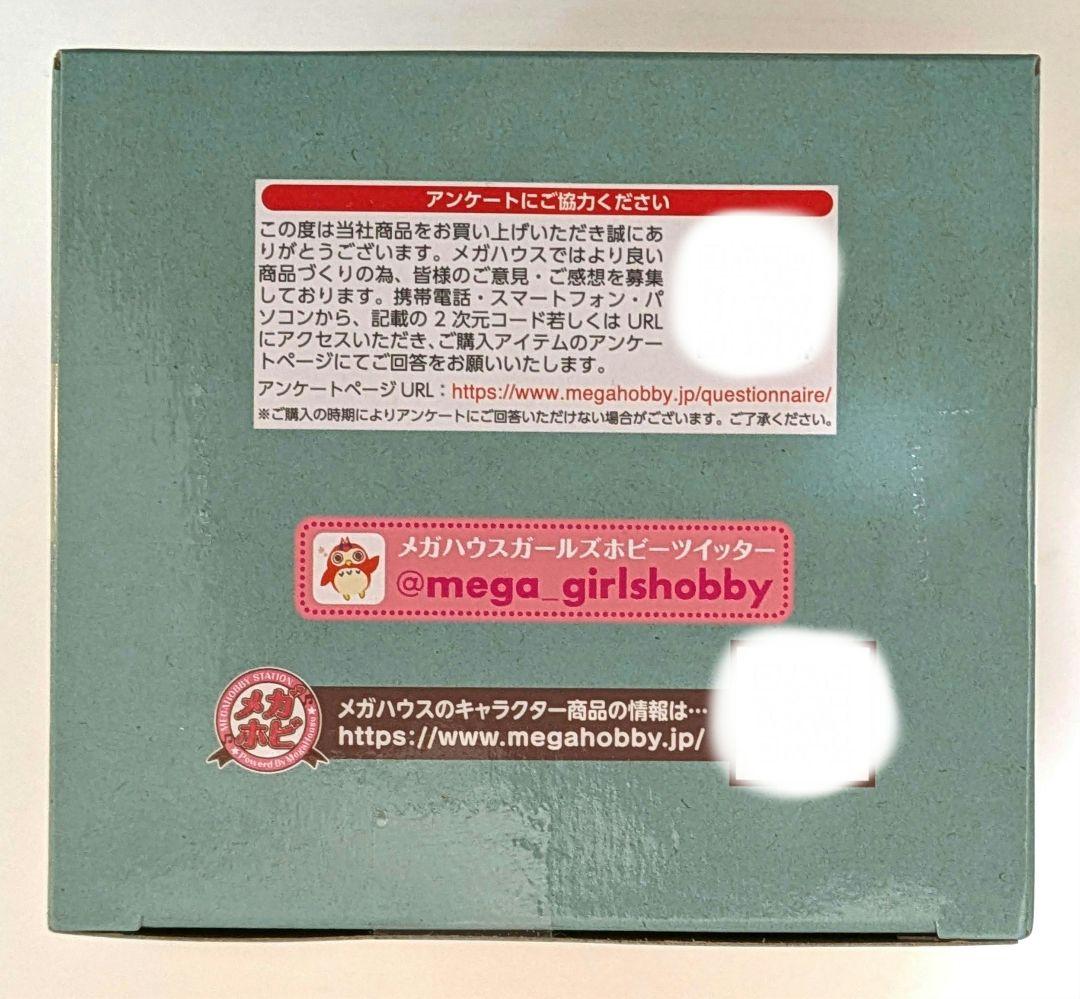 アンケートにご協力ください
この度は当社商品をお買い上げいただき誠にあ
りがとうございます。メガハウスではより良い
商品づくりの為、皆様のご意見・ご感想を募集
しております。携帯電話・スマートフォン・パ
ソコンから、記載の2次元コード若しくはURL
にアクセスいただき、ご購入アイテムのアンケー
トページにてご回答をお願いいたします。
アンケートページURL：https://www.megahobby.jp/questionnaire/
※ご購入の時期によりアンケートにご回答いただけない場合がございます。ご了承ください。
メガハウスガールズホビーツイッター
@mega_girlshobby
MEGAHOBBY STATION
メガ
ホビ
Powered By MegaHouse
メガハウスのキャラクター商品の情報は…
https://www.megahobby.jp/